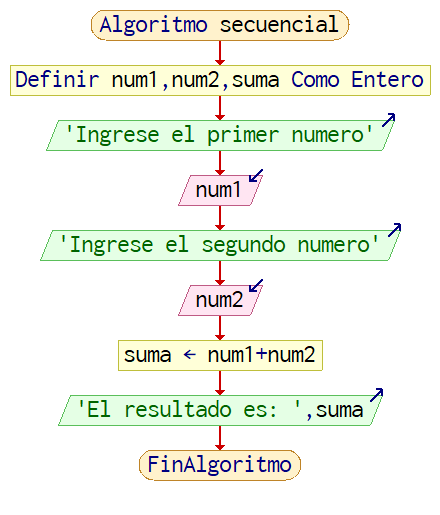 Algoritmo secuencial
Definir num1,num2,suma Como Entero
'Ingrese el primer numero'
num1
'Ingrese el segundo numero'
num2
suma ← num1+num2
'El resultado es: ',suma
FinAlgoritmo